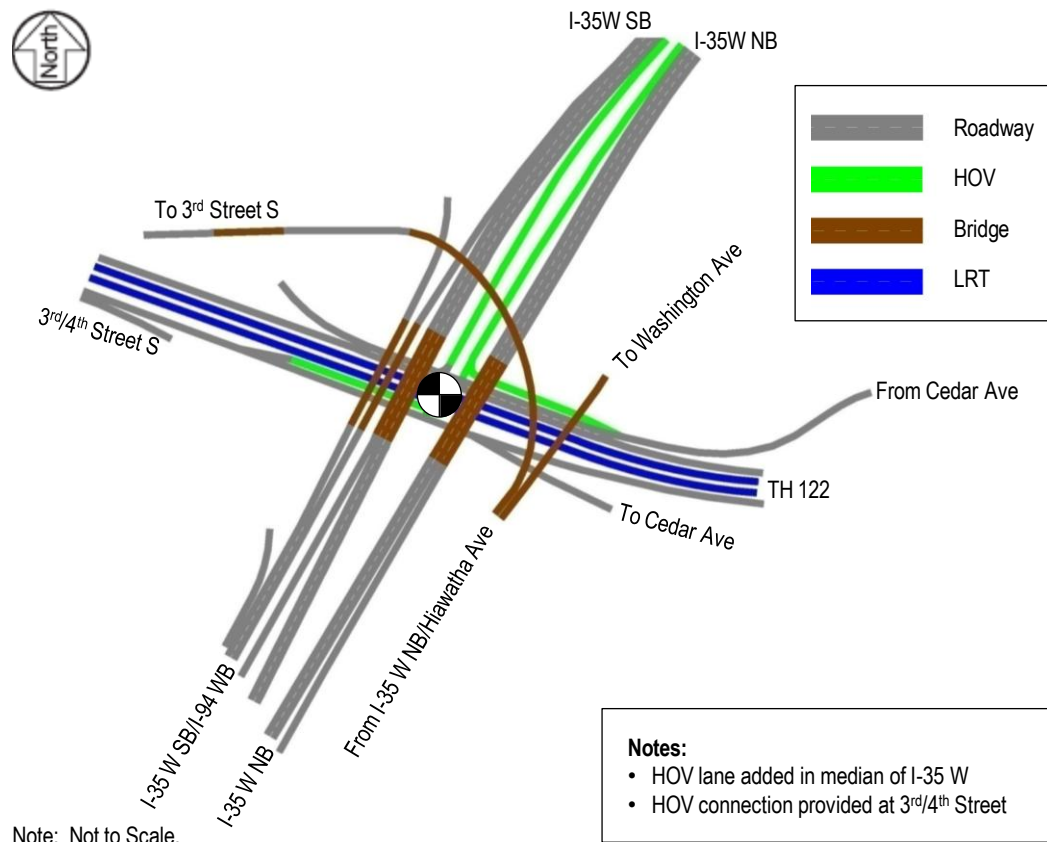 I-35W SB
I-35W NB
North
Roadway
HOV
Bridge
LRT
To 3rd Street S
To Washington Ave
3rd/4th Street S
From Cedar Ave
TH 122
To Cedar Ave
From I-35 W NB/Hiawatha Ave
I-35 W SB/I-94 WB
I-35 W NB
Notes:
• HOV lane added in median of I-35 W
• HOV connection provided at 3rd/4th Street
Note: Not to Scale.